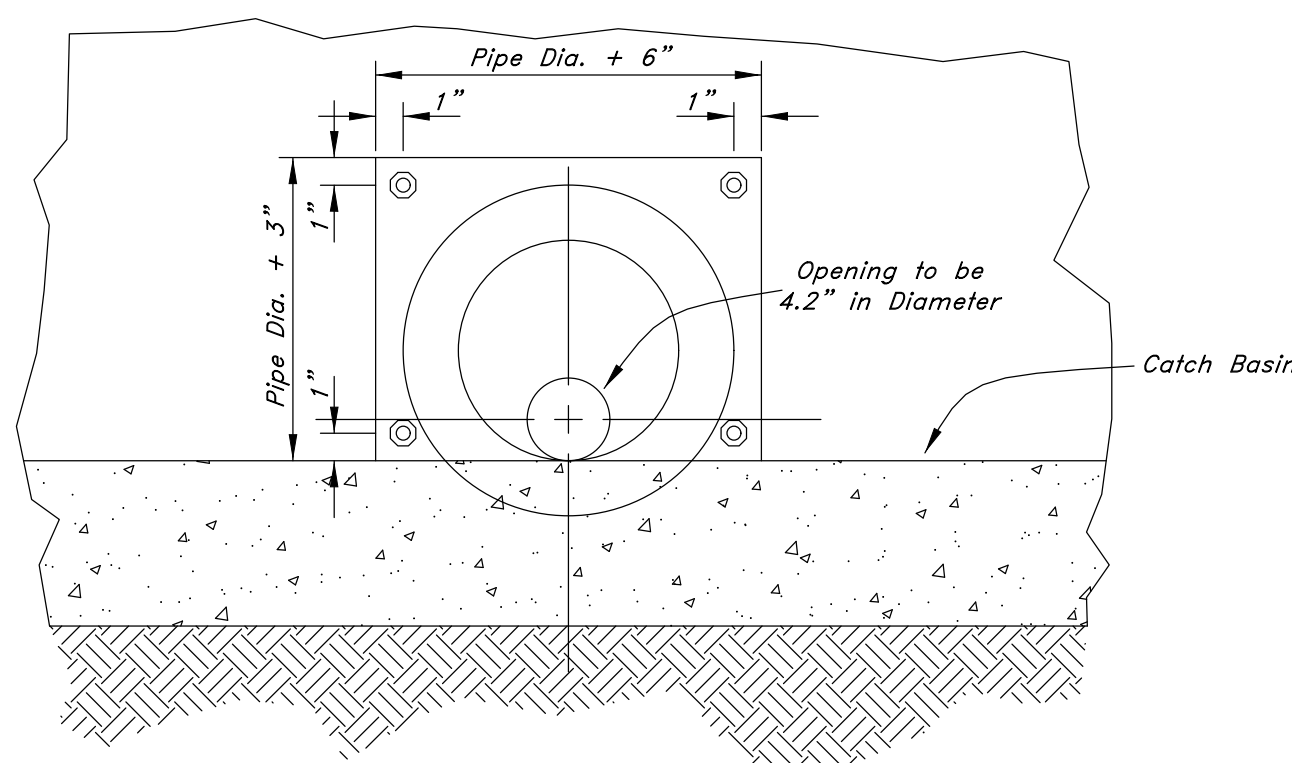 Pipe Dia. + 6”
1”
1”
1”
Pipe Dia. + 3”
Opening to be
4.2” in Diameter
1”
Catch Basin